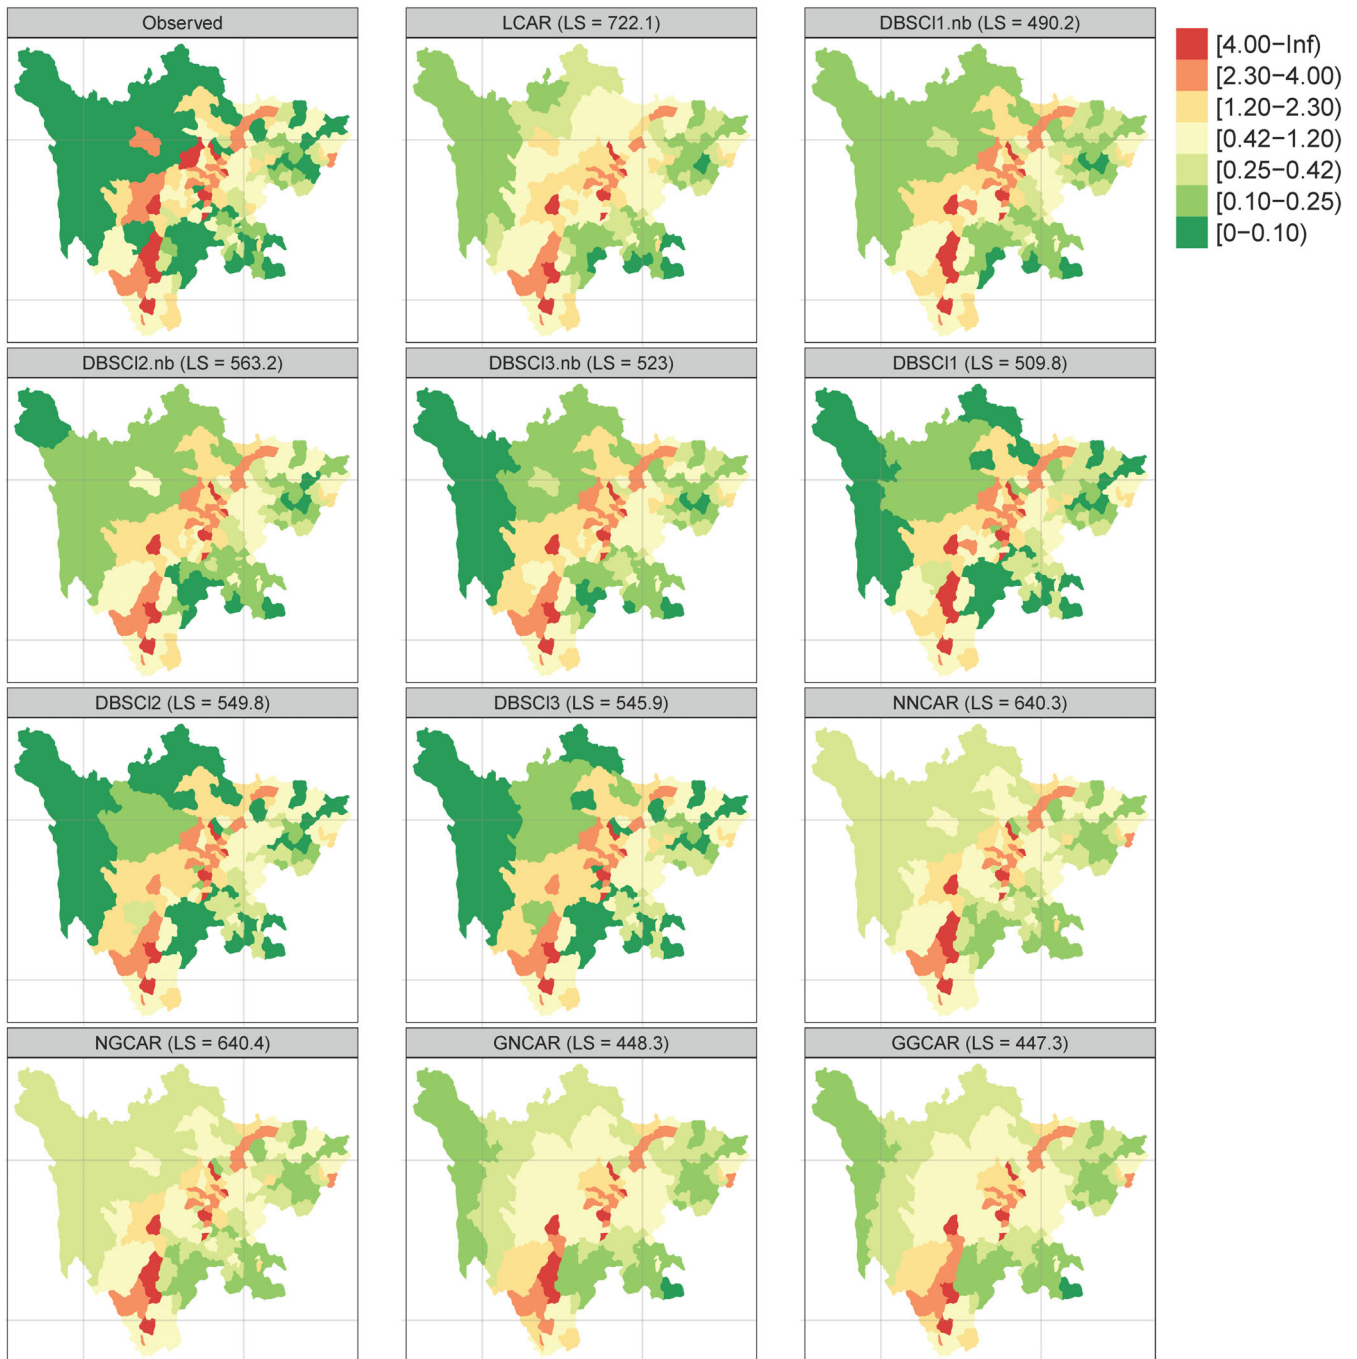 Observed
LCAR (LS = 722.1)
DBSCI1.nb (LS = 490.2)
[4.00−Inf)
[2.30−4.00)
[1.20−2.30)
[0.42−1.20)
[0.25−0.42)
[0.10−0.25)
[0−0.10)
DBSCI2.nb (LS = 563.2)
DBSCI3.nb (LS = 523)
DBSCI1 (LS = 509.8)
DBSCI2 (LS = 549.8)
DBSCI3 (LS = 545.9)
NNCAR (LS = 640.3)
NGCAR (LS = 640.4)
GNCAR (LS = 448.3)
GGCAR (LS = 447.3)